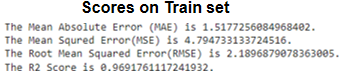 Scores on Train set
The Mean Absolute Error (MAE) is 1.5177256084968402.
The Mean Squred Error(MSE) is 4.794733133724516.
The Root Mean Squared Error(RMSE) is 2.1896879078363005.
The R2 Score is 0.9691761117241932.